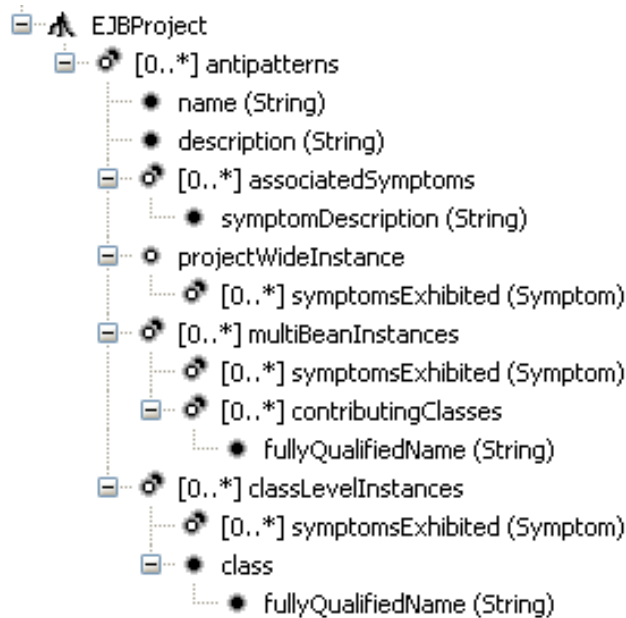 EJBProject
[0..*] antipatterns
name (String)
description (String)
[0..*] associatedSymptoms
symptomDescription (String)
projectWideInstance
[0..*] symptomsExhibited (Symptom)
[0..*] multiBeanInstances
[0..*] symptomsExhibited (Symptom)
[0..*] contributingClasses
fullyQualifiedName (String)
[0..*] classLevelInstances
[0..*] symptomsExhibited (Symptom)
class
fullyQualifiedName (String)